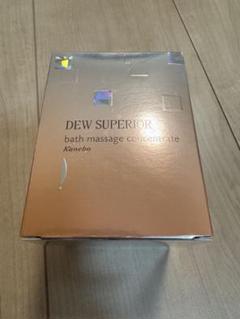 DEW SUPERIOR
bath massage concentrate
Kanebo